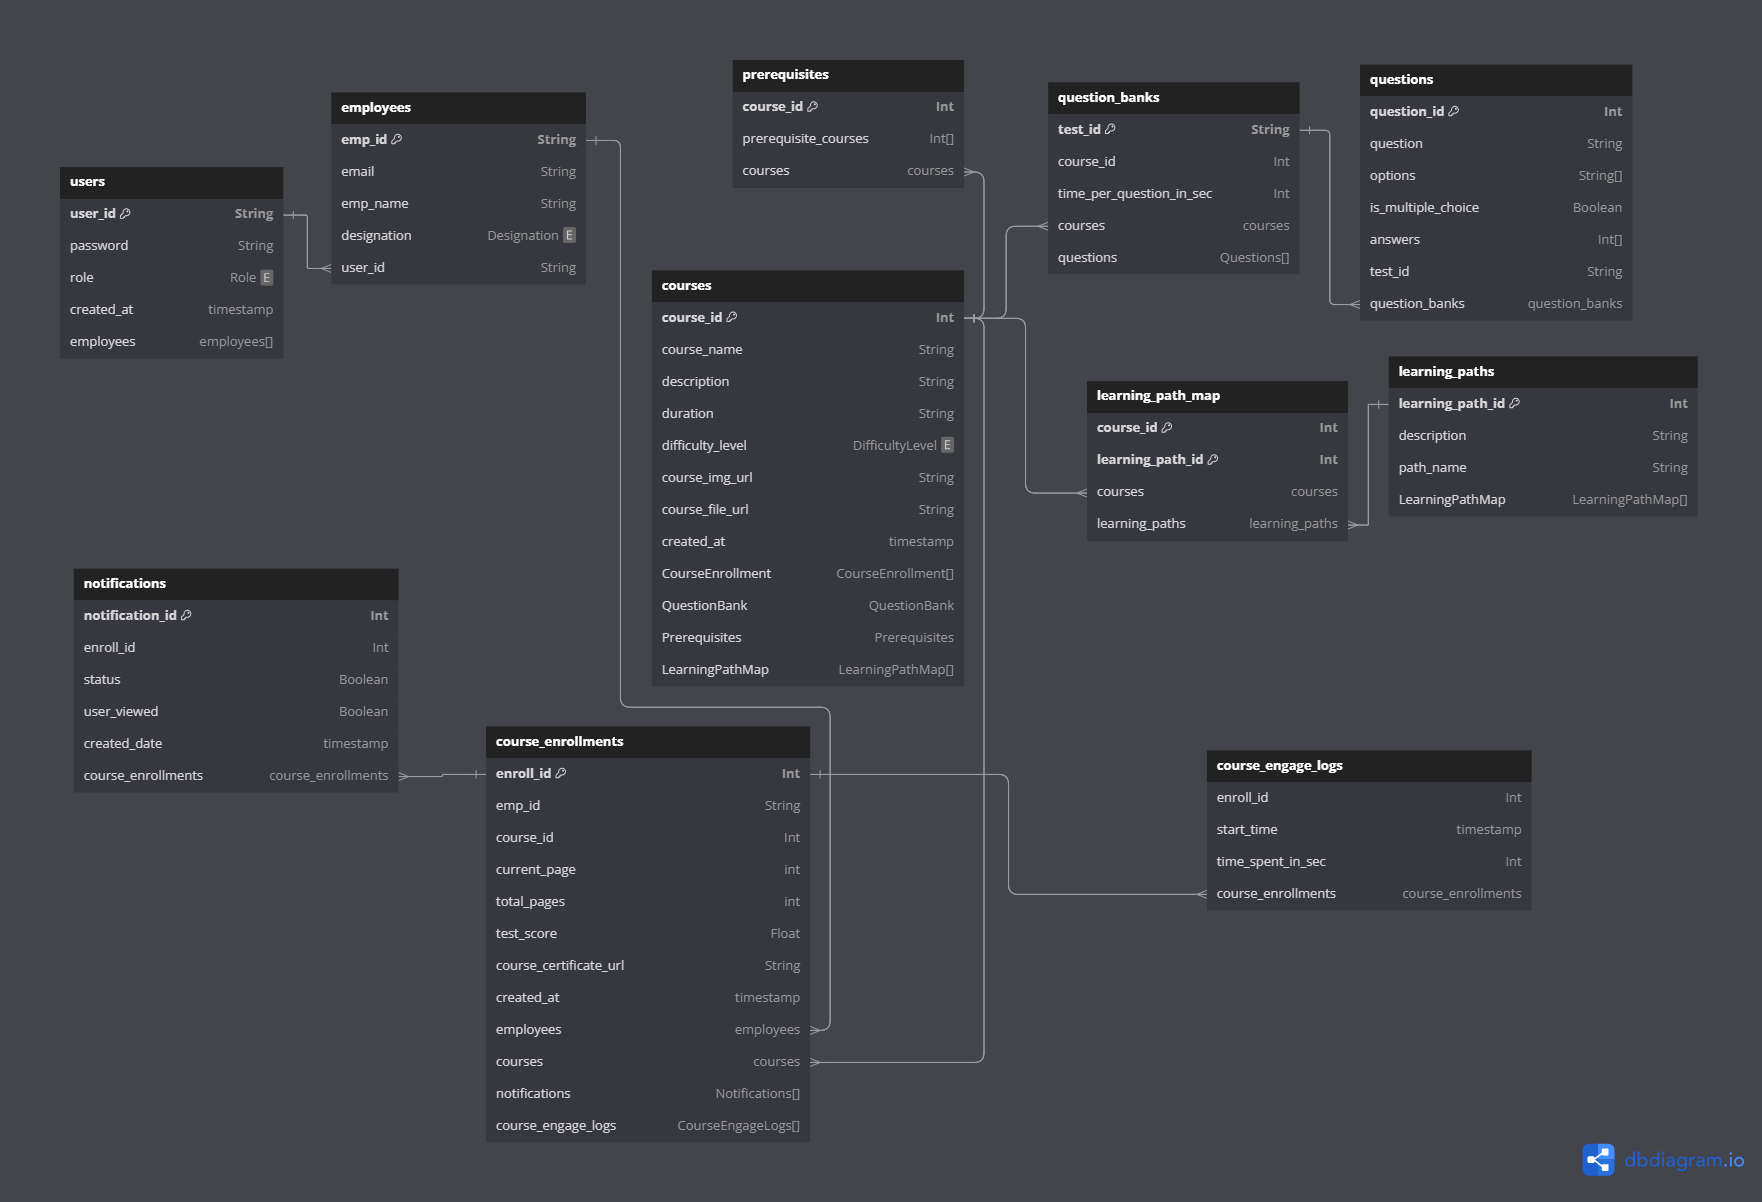 users
user_id String
password String
role Role E
created_at timestamp
employees employees[]
employees
emp_id String
email String
emp_name String
designation Designation E
user_id String
prerequisites
course_id Int
prerequisite_courses Int[]
courses courses
question_banks
test_id String
course_id Int
time_per_question_in_sec Int
courses courses
questions Questions[]
questions
question_id Int
question String
options String[]
is_multiple_choice Boolean
answers Int[]
test_id String
question_banks question_banks
courses
course_id Int
course_name String
description String
duration String
difficulty_level DifficultyLevel E
course_img_url String
course_file_url String
created_at timestamp
CourseEnrollment CourseEnrollment[]
QuestionBank QuestionBank
Prerequisites Prerequisites
LearningPathMap LearningPathMap[]
learning_path_map
course_id Int
learning_path_id Int
courses courses
learning_paths learning_paths
learning_paths
learning_path_id Int
description String
path_name String
LearningPathMap LearningPathMap[]
notifications
notification_id Int
enroll_id Int
status Boolean
user_viewed Boolean
created_date timestamp
course_enrollments course_enrollments
course_enrollments
enroll_id Int
emp_id String
course_id Int
current_page int
total_pages int
test_score Float
course_certificate_url String
created_at timestamp
employees employees
courses courses
notifications Notifications[]
course_engage_logs CourseEngageLogs[]
course_engage_logs
enroll_id Int
start_time timestamp
time_spent_in_sec Int
course_enrollments course_enrollments
dbdiagram.io